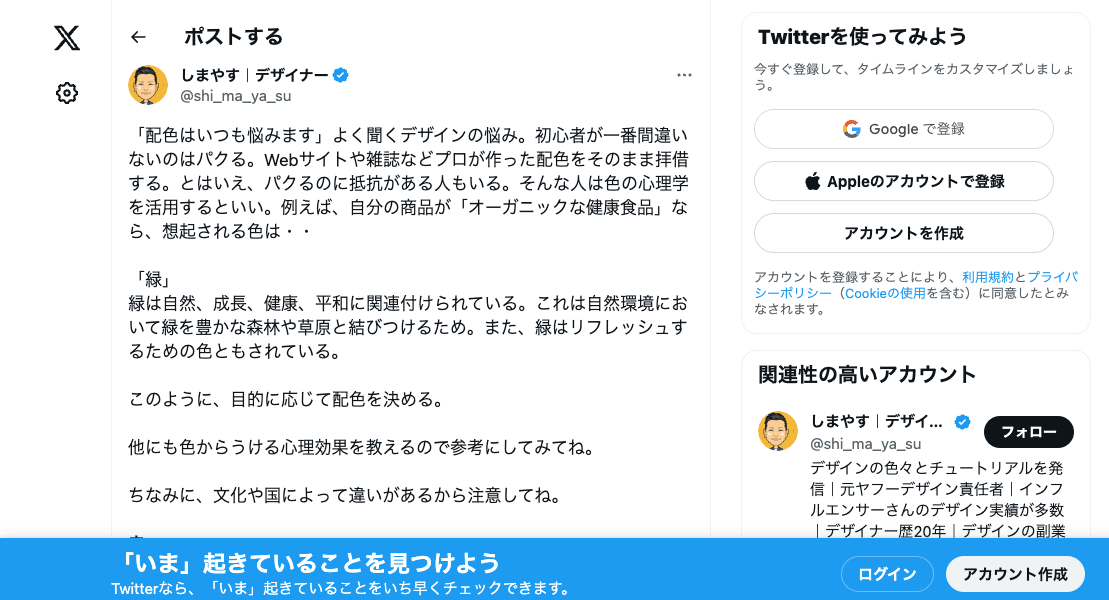 ポストする
しまやす｜デザイナー
@shi_ma_ya_su
「配色はいつも悩みます」よく聞くデザインの悩み。初心者が一番間違い
ないのはパクる。Webサイトや雑誌などプロが作った配色をそのまま拝借
する。とはいえ、パクるのに抵抗がある人もいる。そんな人は色の心理学
を活用するといい。例えば、自分の商品が「オーガニックな健康食品」な
ら、想起される色は・・
「緑」
緑は自然、成長、健康、平和に関連付けられている。これは自然環境にお
いて緑を豊かな森林や草原と結びつけるため。また、緑はリフレッシュす
るための色ともされている。
このように、目的に応じて配色を決める。
他にも色からうける心理効果を教えるので参考にしてみてね。
ちなみに、文化や国によって違いがあるから注意してね。
Twitterを使ってみよう
今すぐ登録して、タイムラインをカスタマイズしましょ
う。
Google で登録
Appleのアカウントで登録
アカウントを作成
アカウントを登録することにより、利用規約とプライバ
シーポリシー（Cookieの使用を含む）に同意したとみ
なされます。
関連性の高いアカウント
しまやす｜デザイ...
@shi_ma_ya_su
フォロー
デザインの色々とチュートリアルを発
信｜元ヤフーデザイン責任者｜インフ
ルエンサーさんのデザイン実績が多数
｜デザイナー歴20年｜デザインの副業
「いま」起きていることを見つけよう
Twitterなら、「いま」起きていることをいち早くチェックできます。
ログイン
アカウント作成